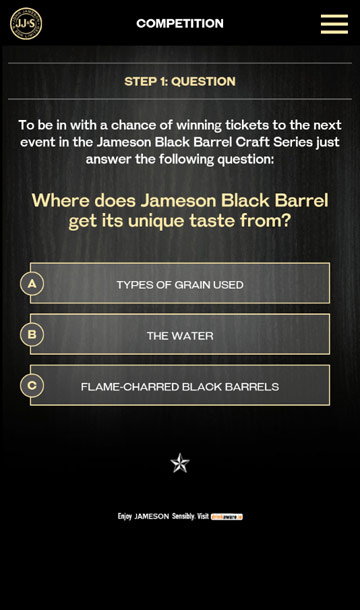 JJ&S
COMPETITION
STEP 1: QUESTION
To be in with a chance of winning tickets to the next
event in the Jameson Black Barrel Craft Series just
answer the following question:
Where does Jameson Black Barrel
get its unique taste from?
A TYPES OF GRAIN USED
B THE WATER
C FLAME-CHARRED BLACK BARRELS
Enjoy JAMESON Sensibly. Visit drinkaware.ie